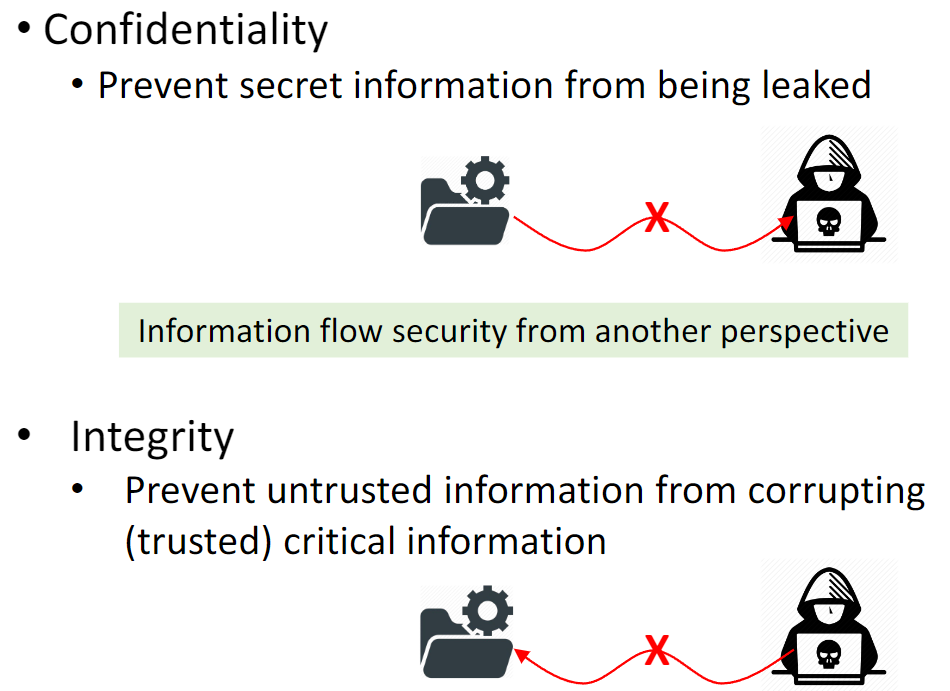 • Confidentiality
• Prevent secret information from being leaked
X
Information flow security from another perspective
• Integrity
• Prevent untrusted information from corrupting
(trusted) critical information
X